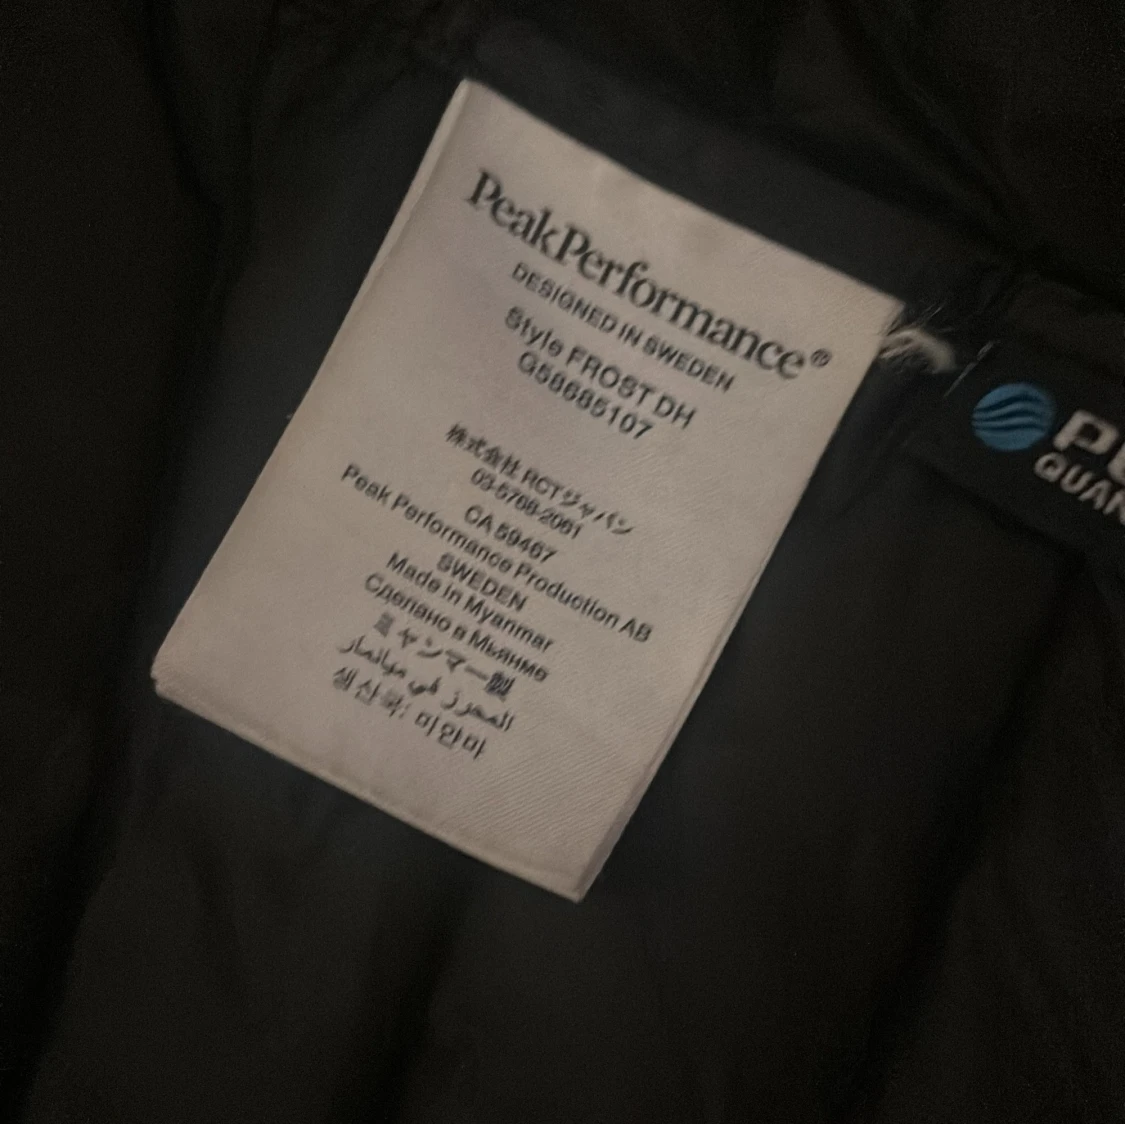 PeakPerformance®
DESIGNED IN SWEDEN
Style FROST DH
G58685107
株式会社 RCTジャパン
03-5768-2061
CA 59467
Peak Performance Production AB
SWEDEN
Made in Myanmar
Сделано в Мьянме
ミャンマー製
المحرز في ميانمار
생산국: 미얀마